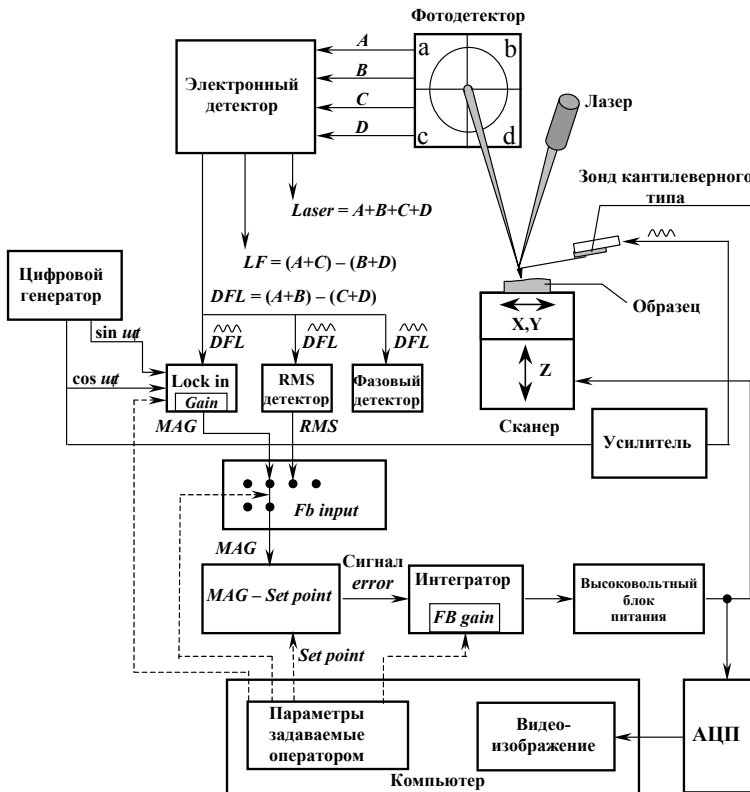 Фотодетектор
A
B
C
D
a
b
c
d
Электронный
детектор
Лазер
Зонд кантилеверного
типа
Laser = A+B+C+D
LF = (A+C) – (B+D)
DFL = (A+B) – (C+D)
Цифровой
генератор
sin ωt
cos ωt
DFL
DFL
DFL
Образец
X,Y
Z
Сканер
Lock in
Gain
RMS
детектор
Фазовый
детектор
MAG
RMS
Усилитель
Fb input
MAG
Сигнал
error
MAG – Set point
Интегратор
FB gain
Высоковольтный
блок
питания
Set point
Параметры
задаваемые
оператором
Видео-
изображение
АЦП
Компьютер